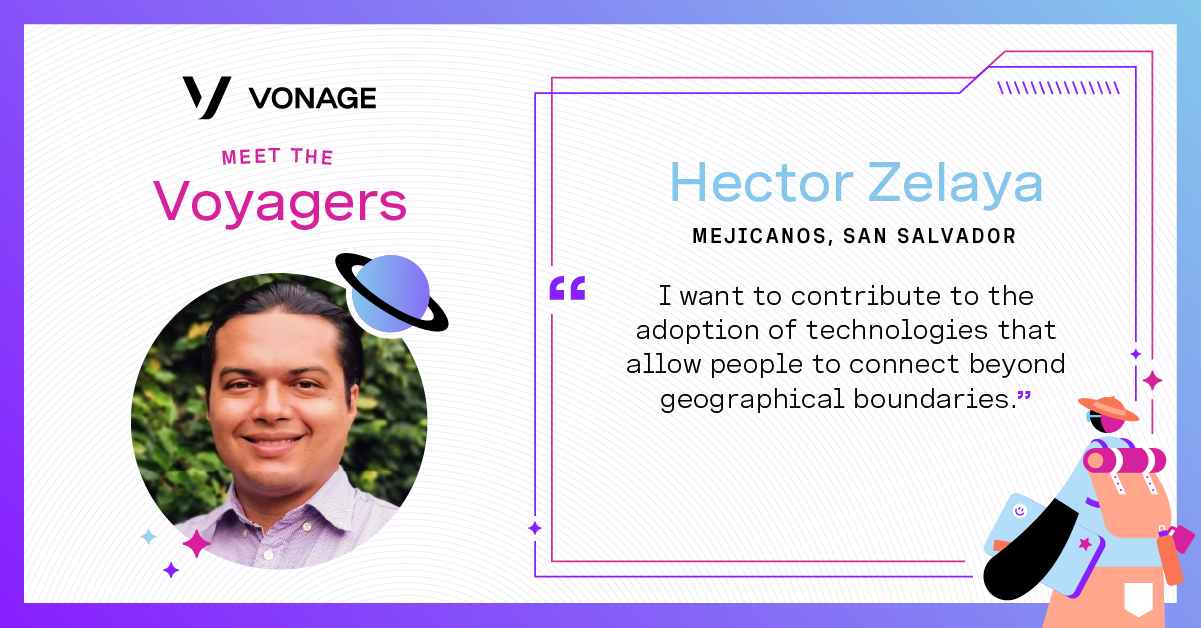 VONAGE
MEET THE
Voyagers
Hector Zelaya
MEJICANOS, SAN SALVADOR
“I want to contribute to the
adoption of technologies that
allow people to connect beyond
geographical boundaries.”